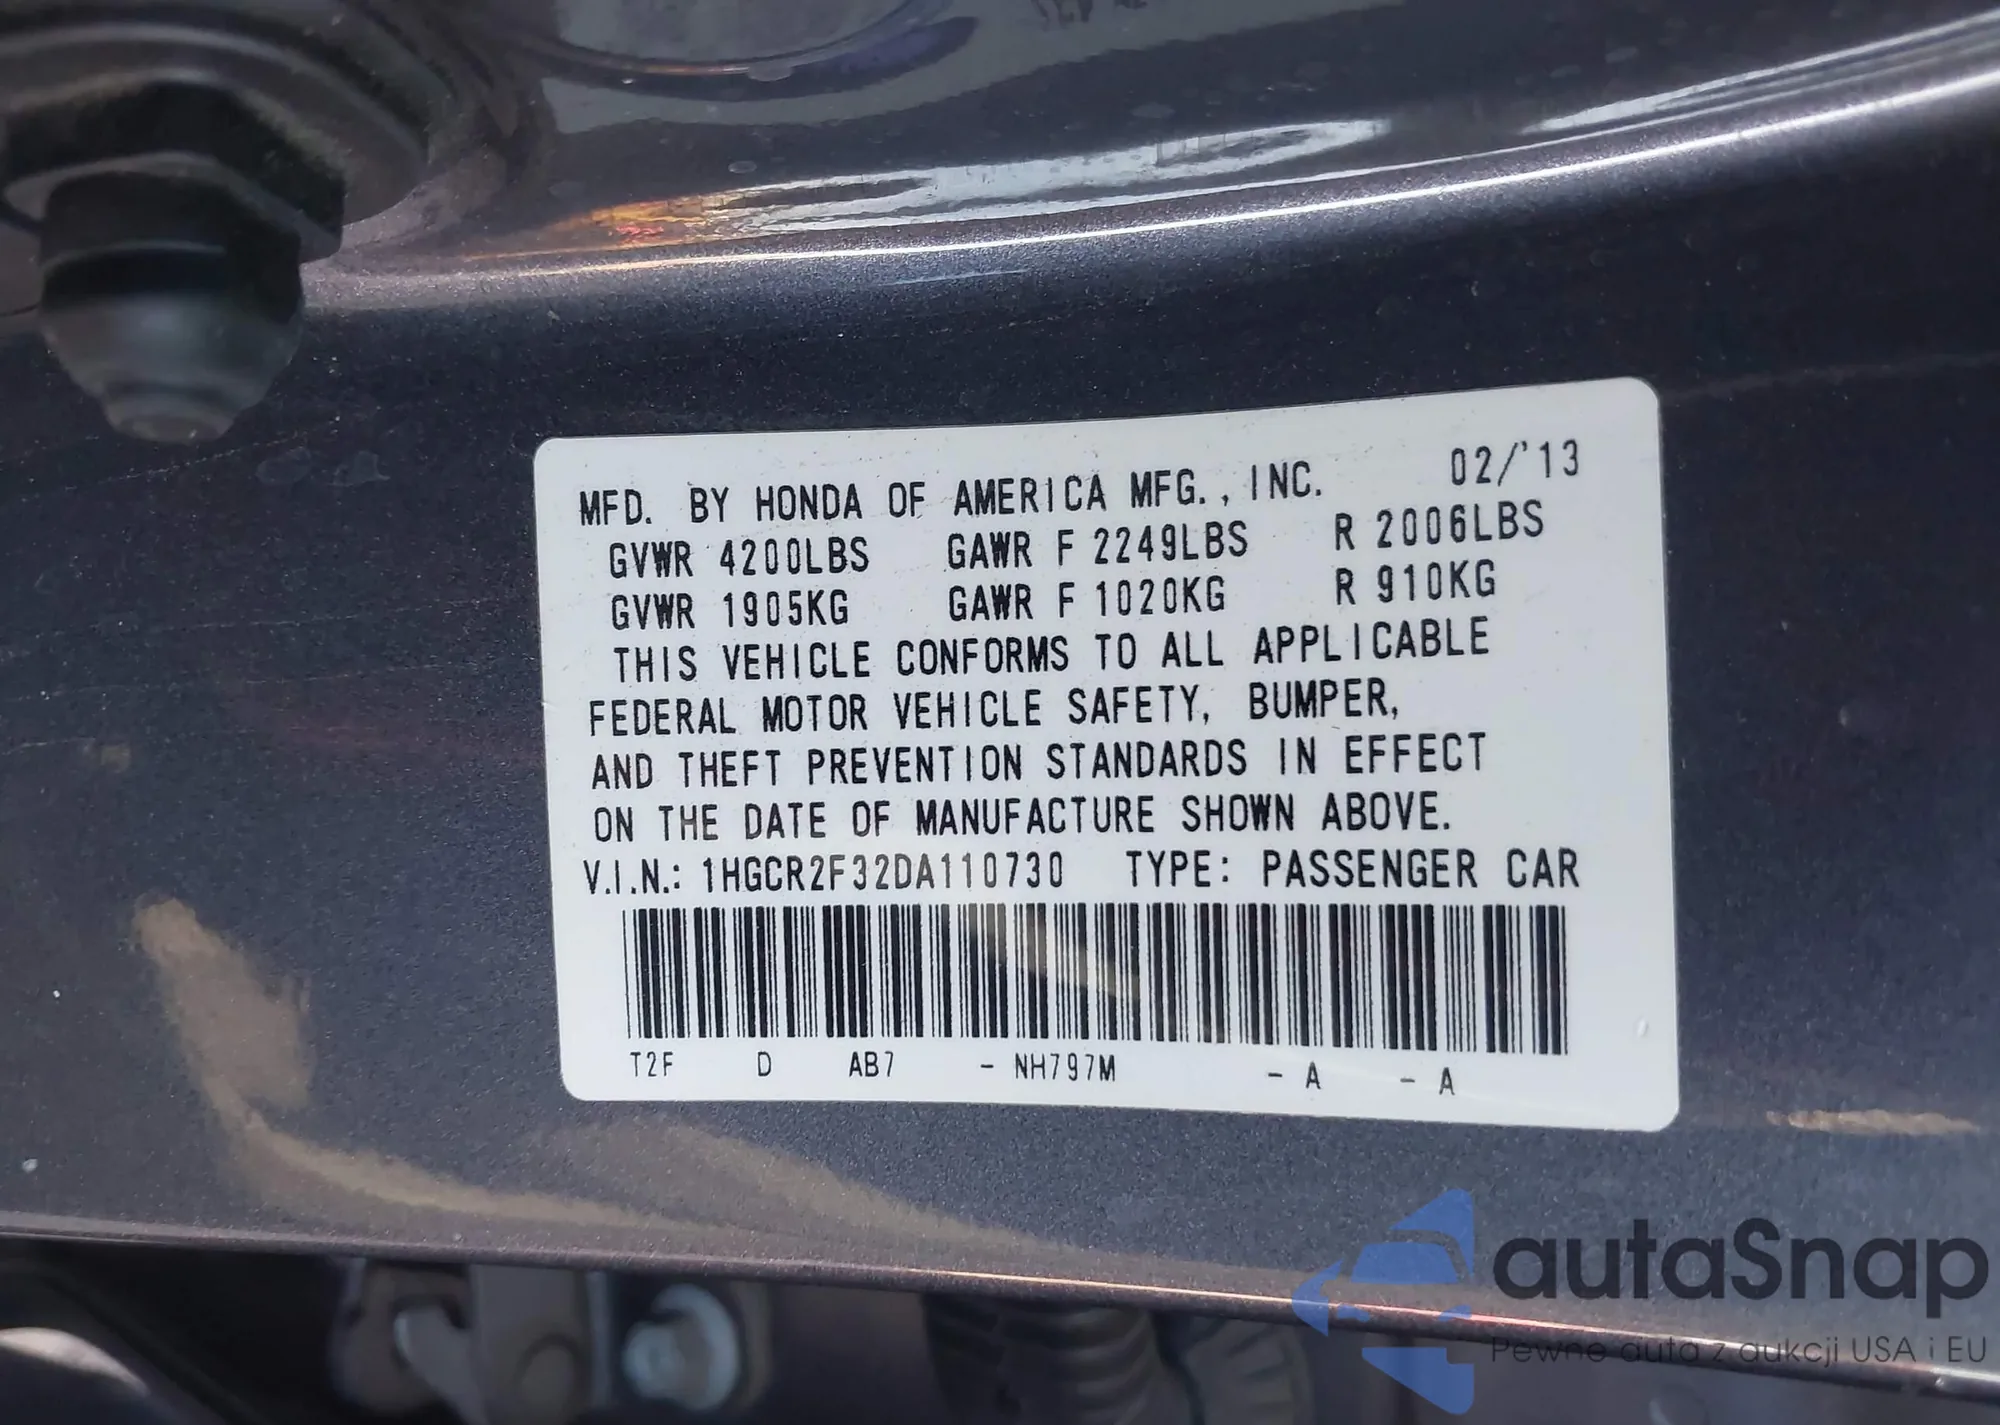 MFD. BY HONDA OF AMERICA MFG., INC. 02/'13
GVWR 4200LBS GAWR F 2249LBS R 2006LBS
GVWR 1905KG GAWR F 1020KG R 910KG
THIS VEHICLE CONFORMS TO ALL APPLICABLE
FEDERAL MOTOR VEHICLE SAFETY, BUMPER,
AND THEFT PREVENTION STANDARDS IN EFFECT
ON THE DATE OF MANUFACTURE SHOWN ABOVE.
V.I.N.: 1HGCR2F32DA110730 TYPE: PASSENGER CAR
T2F D AB7 - NH797M - A - A
autaSnap
Pewne auta z aukcji USA i EU